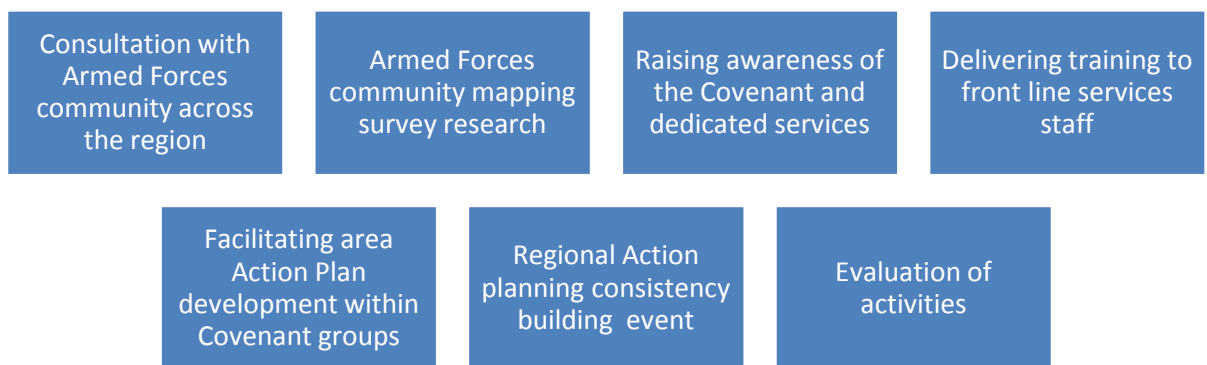 Consultation with
Armed Forces
community across
the region
Armed Forces
community mapping
survey research
Raising awareness of
the Covenant and
dedicated services
Delivering training to
front line services
staff
Facilitating area
Action Plan
development within
Covenant groups
Regional Action
planning consistency
building event
Evaluation of
activities